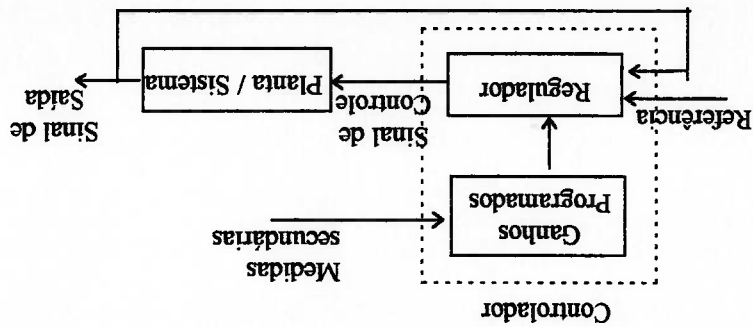 Controlador
Ganhos
Programados
Medidas
secundárias
Referência
Regulador
Sinal de
Controle
Planta / Sistema
Sinal de
Saída